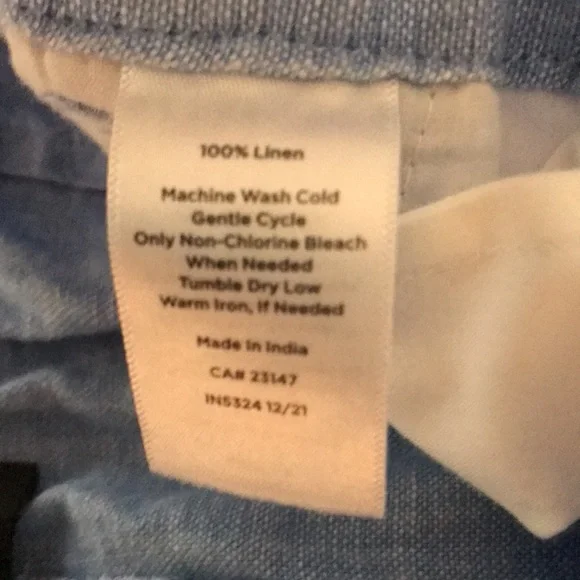 100% Linen
Machine Wash Cold
Gentle Cycle
Only Non-Chlorine Bleach
When Needed
Tumble Dry Low
Warm Iron, If Needed
Made In India
CA# 23147
IN5324 12/21